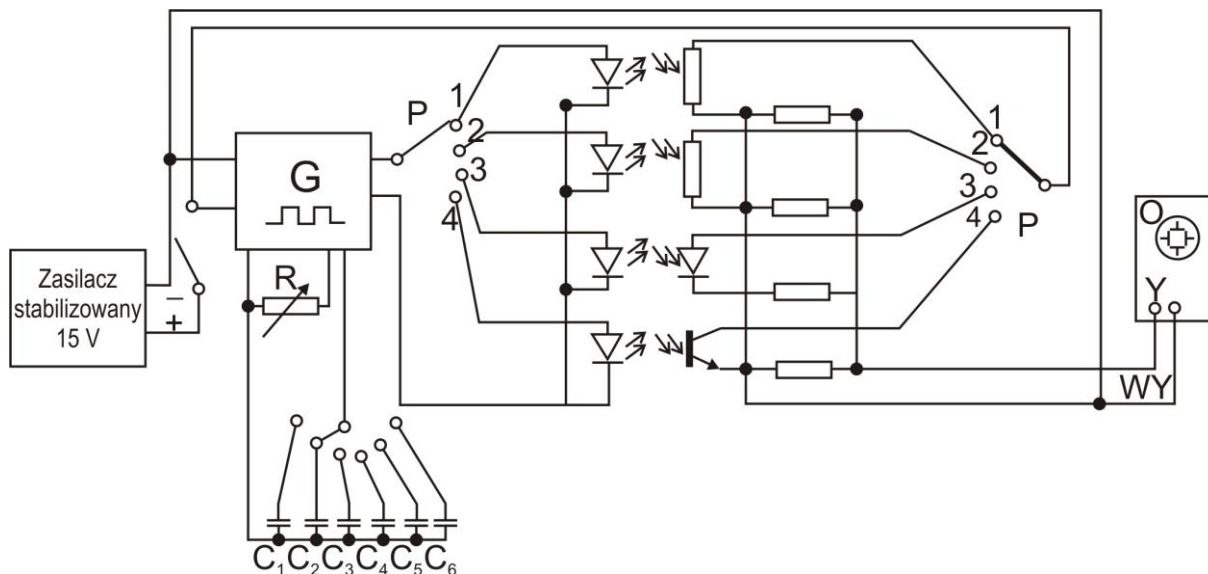 P
1
2
3
4
G
R
Zasilacz
stabilizowany
15 V
–
+
C1 C2 C3 C4 C5 C6
1
2
3
4
P
O
Y
WY